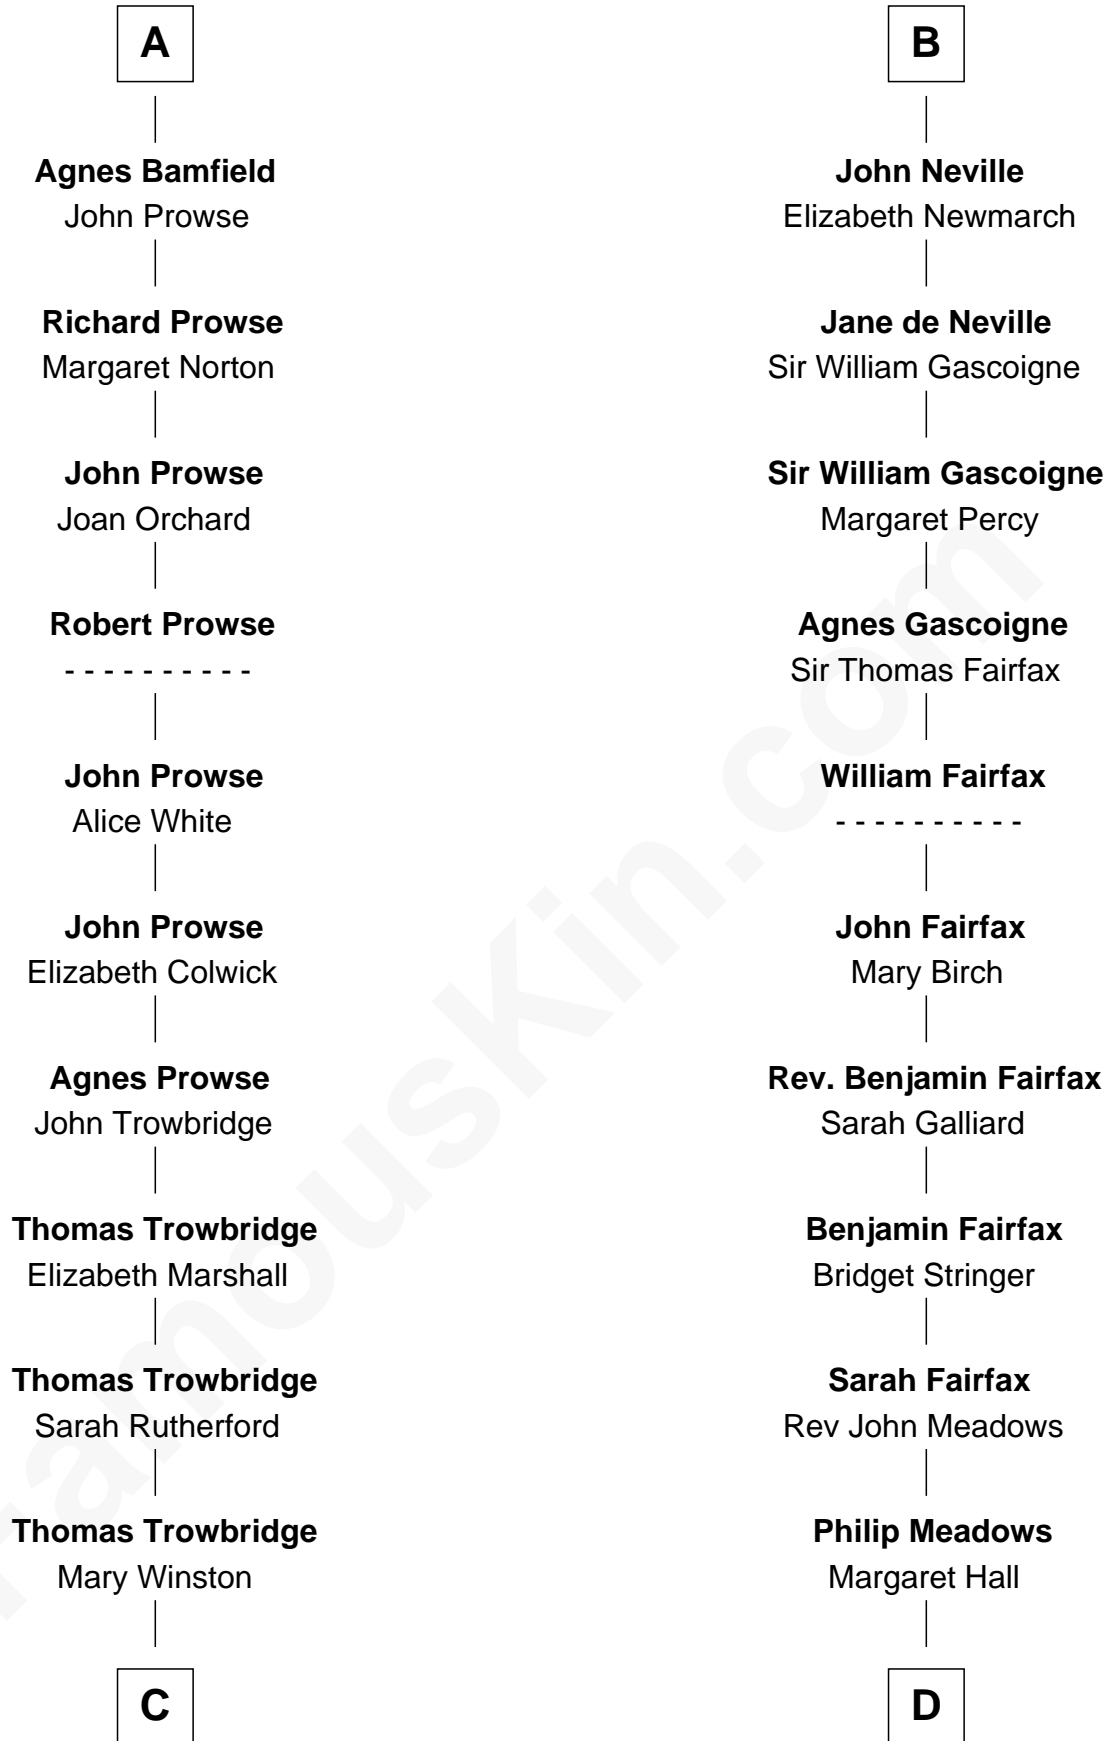 A
Agnes Bamfield
John Prowse
Richard Prowse
Margaret Norton
John Prowse
Joan Orchard
Robert Prowse
- - - - - - - - - -
John Prowse
Alice White
John Prowse
Elizabeth Colwick
Agnes Prowse
John Trowbridge
Thomas Trowbridge
Elizabeth Marshall
Thomas Trowbridge
Sarah Rutherford
Thomas Trowbridge
Mary Winston
C
B
John Neville
Elizabeth Newmarch
Jane de Neville
Sir William Gascoigne
Sir William Gascoigne
Margaret Percy
Agnes Gascoigne
Sir Thomas Fairfax
William Fairfax
- - - - - - - - - -
John Fairfax
Mary Birch
Rev. Benjamin Fairfax
Sarah Galliard
Benjamin Fairfax
Bridget Stringer
Sarah Fairfax
Rev John Meadows
Philip Meadows
Margaret Hall
D
FamousKin.com